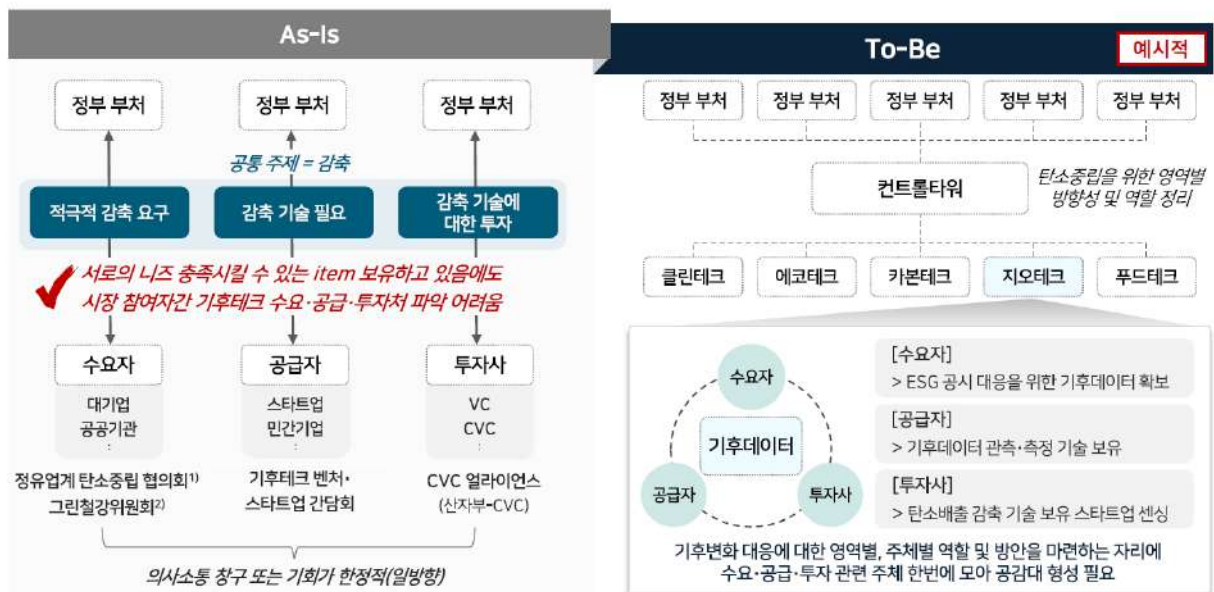 As-Is
정부 부처
정부 부처
정부 부처
공통 주제 = 감축
적극적 감축 요구
감축 기술 필요
감축 기술에
대한 투자
서로의 니즈 충족시킬 수 있는 item 보유하고 있음에도
시장 참여자간 기후테크 수요·공급·투자처 파악 어려움
수요자
대기업
공공기관
⋮
공급자
스타트업
민간기업
⋮
투자사
VC
CVC
⋮
정유업계 탄소중립 협의회1)
그린철강위원회2)
기후테크 벤처·
스타트업 간담회
CVC 얼라이언스
(산자부-CVC)
의사소통 창구 또는 기회가 한정적(일방향)
To-Be
예시적
정부 부처
정부 부처
정부 부처
정부 부처
정부 부처
컨트롤타워
탄소중립을 위한 영역별
방향성 및 역할 정리
클린테크
에코테크
카본테크
지오테크
푸드테크
수요자
기후데이터
공급자
투자사
[수요자]
> ESG 공시 대응을 위한 기후데이터 확보
[공급자]
> 기후데이터 관측·측정 기술 보유
[투자사]
> 탄소배출 감축 기술 보유 스타트업 센싱
기후변화 대응에 대한 영역별, 주체별 역할 및 방안을 마련하는 자리에
수요·공급·투자 관련 주체 한번에 모아 공감대 형성 필요